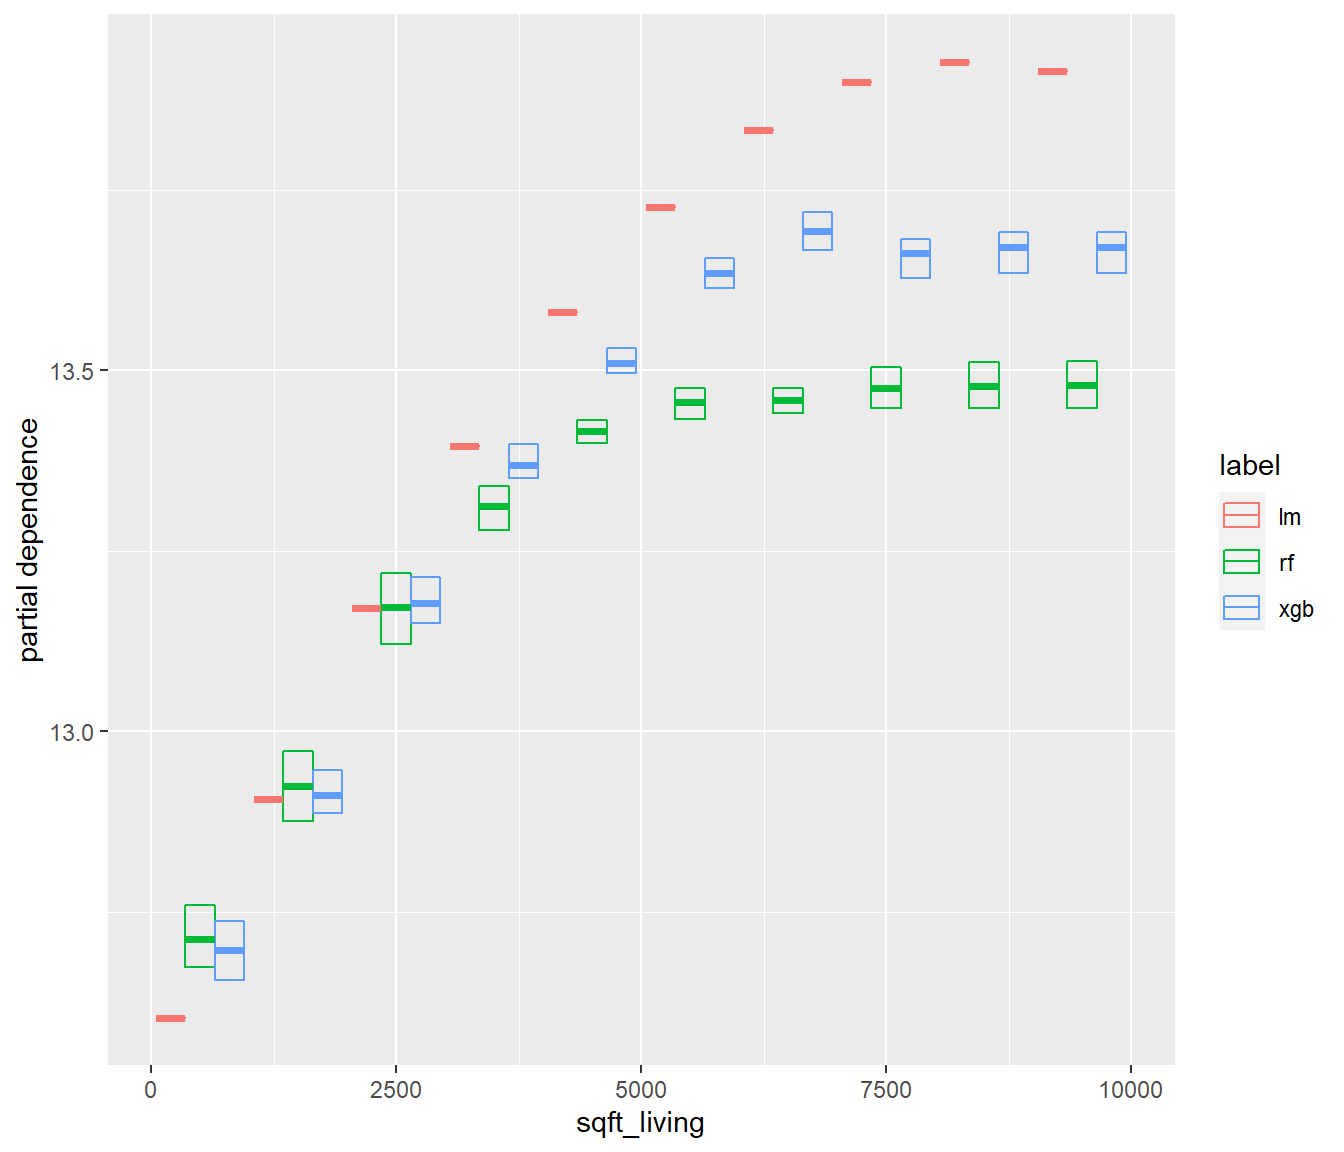 13.5
13.0
partial dependence
0
2500
5000
7500
10000
sqft_living
label
lm
rf
xgb